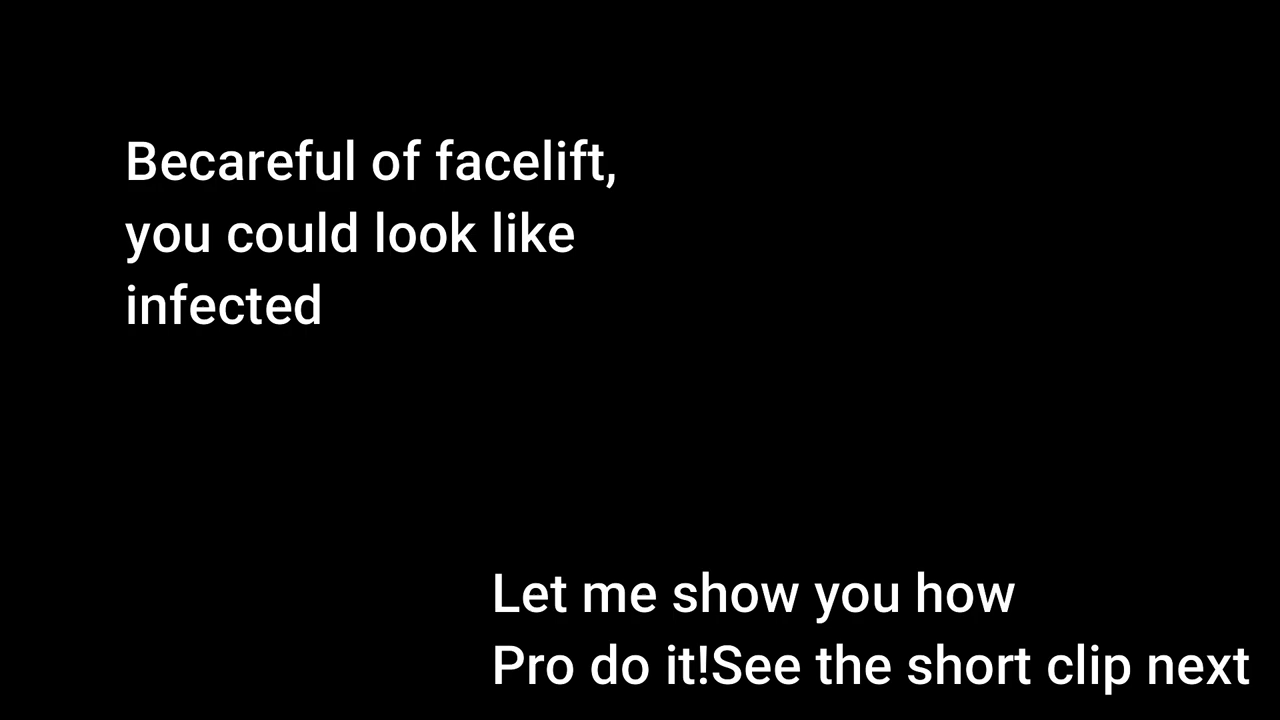 Becareful of facelift,
you could look like
infected
Let me show you how
Pro do it!See the short clip next